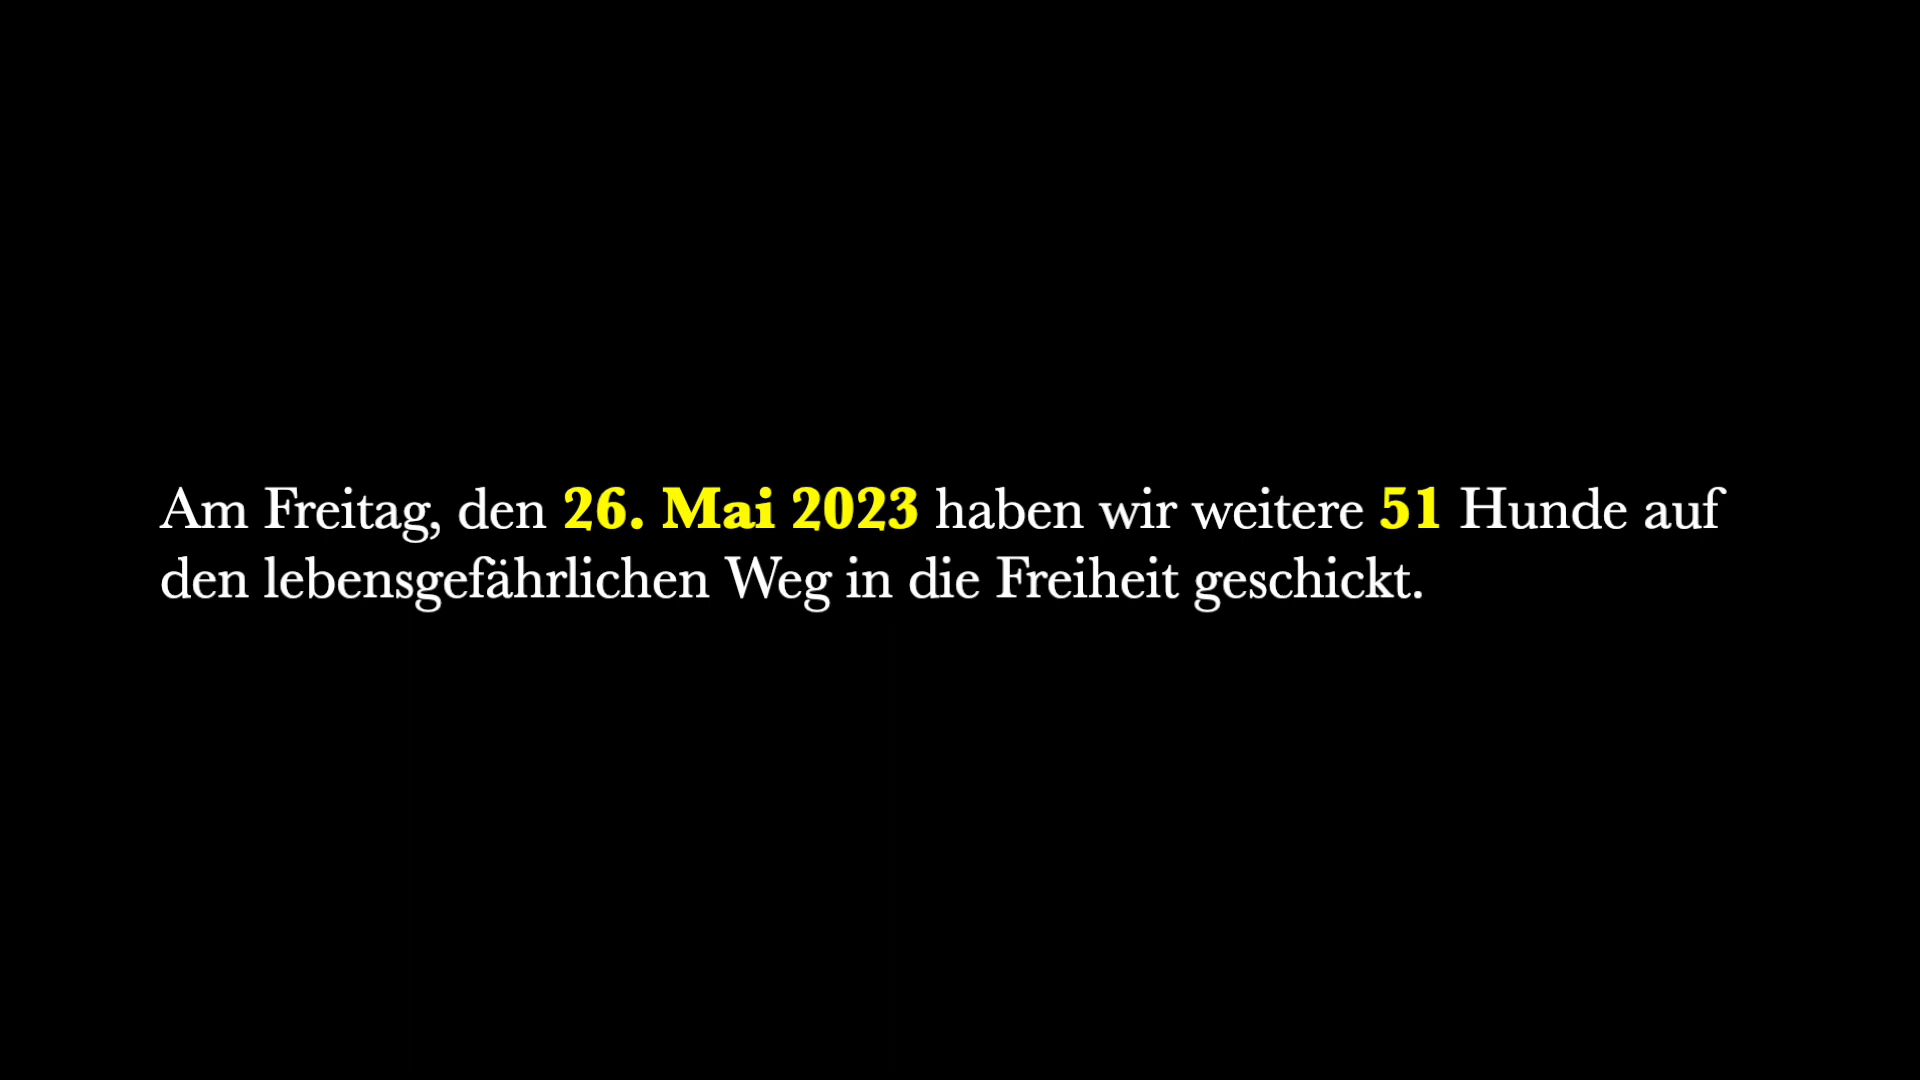 Am Freitag, den 26. Mai 2023 haben wir weitere 51 Hunde auf
den lebensgefährlichen Weg in die Freiheit geschickt.